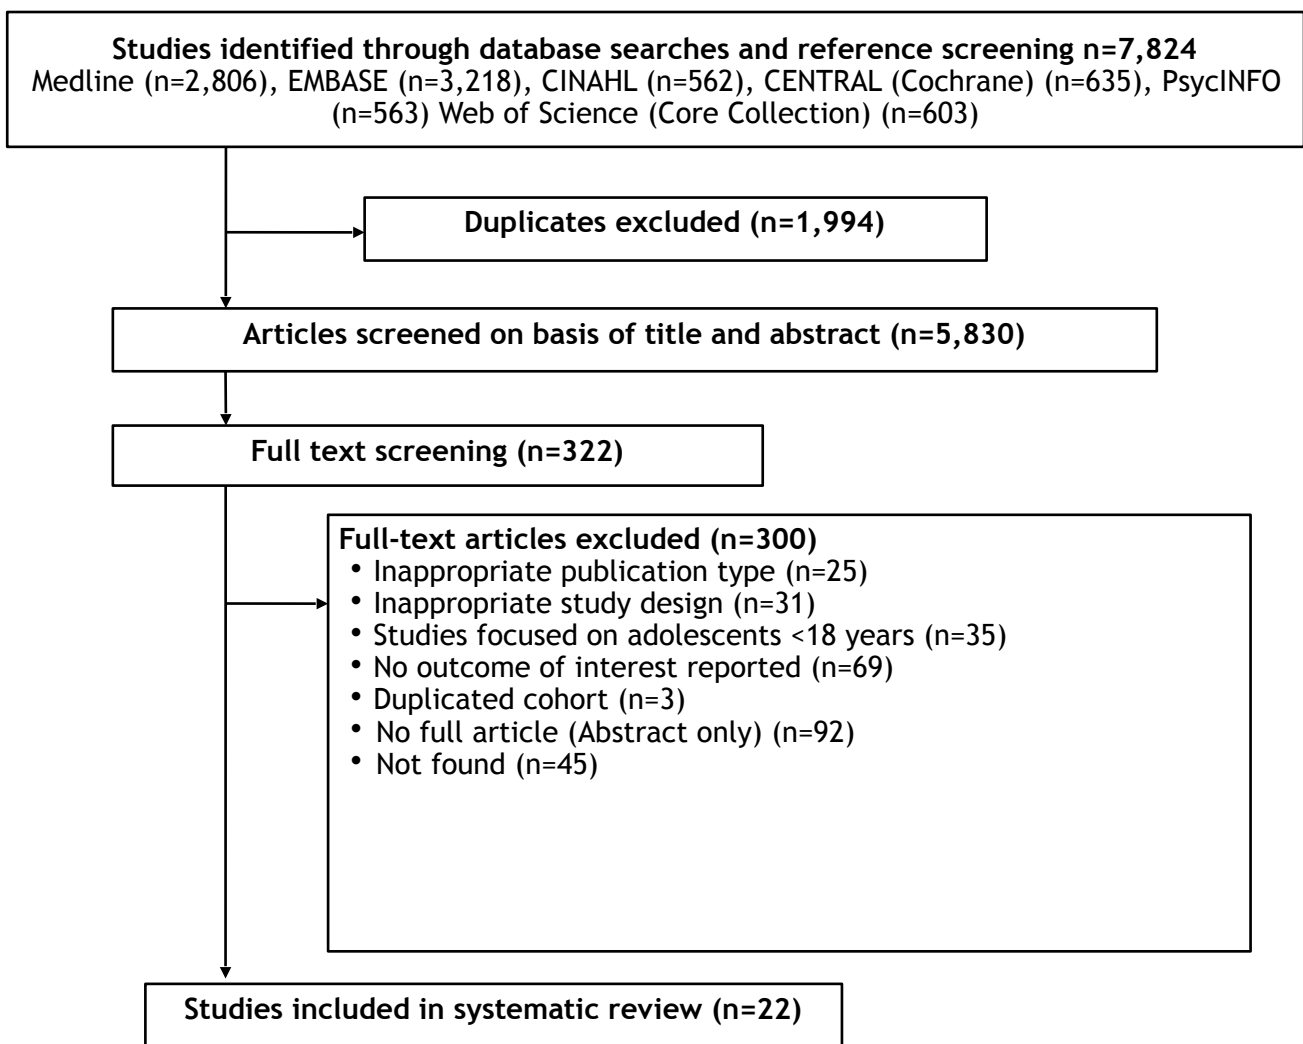 Studies identified through database searches and reference screening n=7,824
Medline (n=2,806), EMBASE (n=3,218), CINAHL (n=562), CENTRAL (Cochrane) (n=635), PsycINFO
(n=563) Web of Science (Core Collection) (n=603)
Duplicates excluded (n=1,994)
Articles screened on basis of title and abstract (n=5,830)
Full text screening (n=322)
Full-text articles excluded (n=300)
• Inappropriate publication type (n=25)
• Inappropriate study design (n=31)
• Studies focused on adolescents <18 years (n=35)
• No outcome of interest reported (n=69)
• Duplicated cohort (n=3)
• No full article (Abstract only) (n=92)
• Not found (n=45)
Studies included in systematic review (n=22)